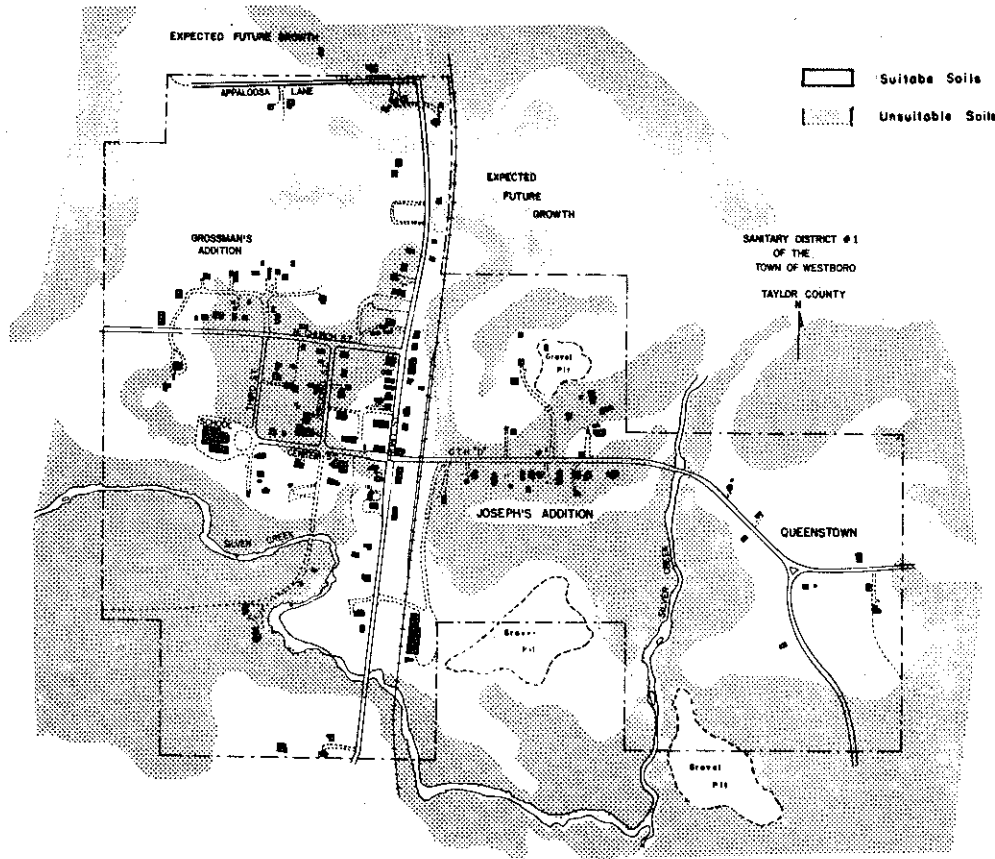 EXPECTED FUTURE GROWTH
APPALOOSA LANE
Suitabe Soils
Unsuitable Soils
EXPECTED
FUTURE
GROWTH
GROSSMAN'S
ADDITION
SANITARY DISTRICT #1
OF THE
TOWN OF WESTBORO
TAYLOR COUNTY
N
Gravel
Pit
SCHOOL
CENTER ST.
CTH "D"
JOSEPH'S ADDITION
QUEENSTOWN
SILVER CREEK
SILVER CREEK
Gravel
Pit
Gravel
Pit